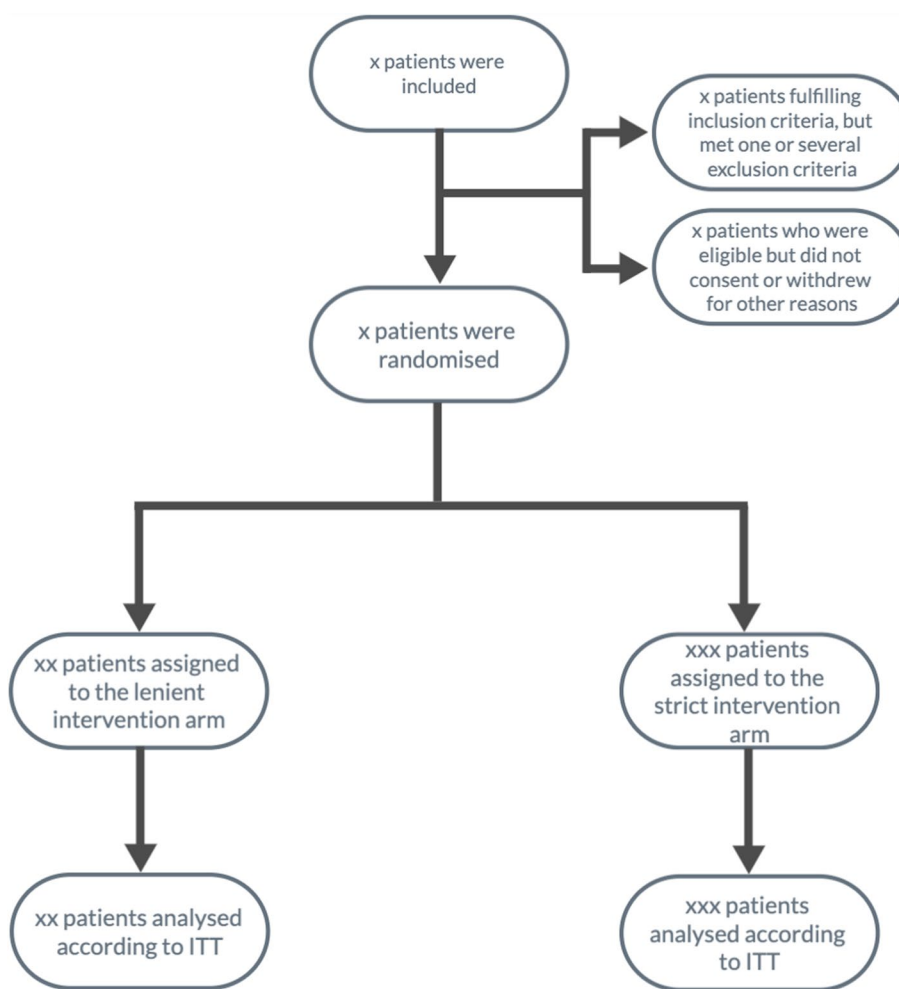 x patients were
included
x patients fulfilling
inclusion criteria, but
met one or several
exclusion criteria
x patients who were
eligible but did not
consent or withdrew
for other reasons
x patients were
randomised
xx patients assigned
to the lenient
intervention arm
xxx patients
assigned to the
strict intervention
arm
xx patients analysed
according to ITT
xxx patients
analysed according
to ITT